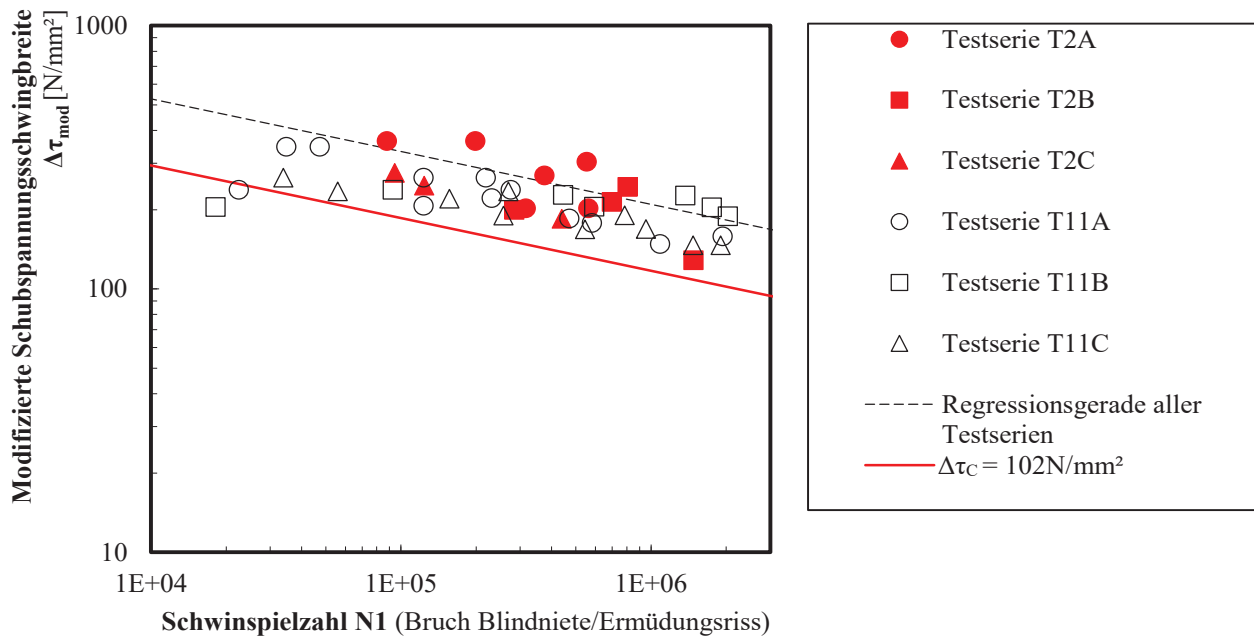 Modifizierte Schubspannungsschwingbreite
Δτmod [N/mm²]
1000
100
10
1E+04
1E+05
1E+06
Schwinspielzahl N1 (Bruch Blindniete/Ermüdungsriss)
Testserie T2A
Testserie T2B
Testserie T2C
Testserie T11A
Testserie T11B
Testserie T11C
Regressionsgerade aller
Testserien
ΔτC = 102N/mm²